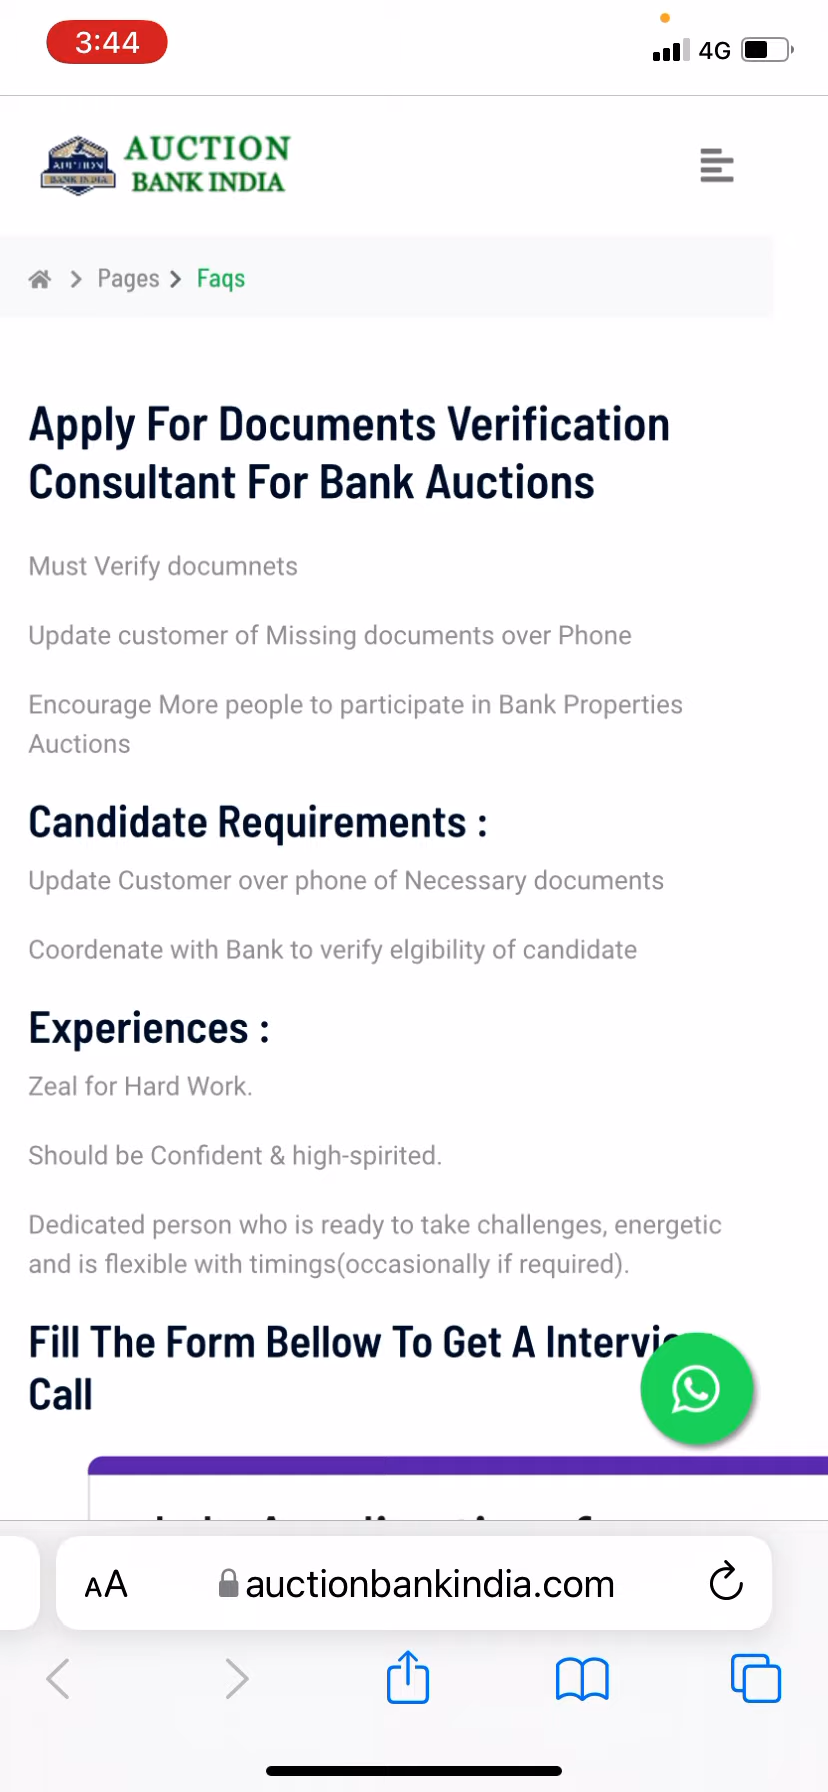 3:44
4G
AUCTION
BANK INDIA
AUCTION
BANK INDIA
Pages
Faqs
Apply For Documents Verification
Consultant For Bank Auctions
Must Verify documnets
Update customer of Missing documents over Phone
Encourage More people to participate in Bank Properties
Auctions
Candidate Requirements :
Update Customer over phone of Necessary documents
Coordenate with Bank to verify elgibility of candidate
Experiences :
Zeal for Hard Work.
Should be Confident & high-spirited.
Dedicated person who is ready to take challenges, energetic
and is flexible with timings(occasionally if required).
Fill The Form Bellow To Get A
Call
AA
auctionbankindia.com